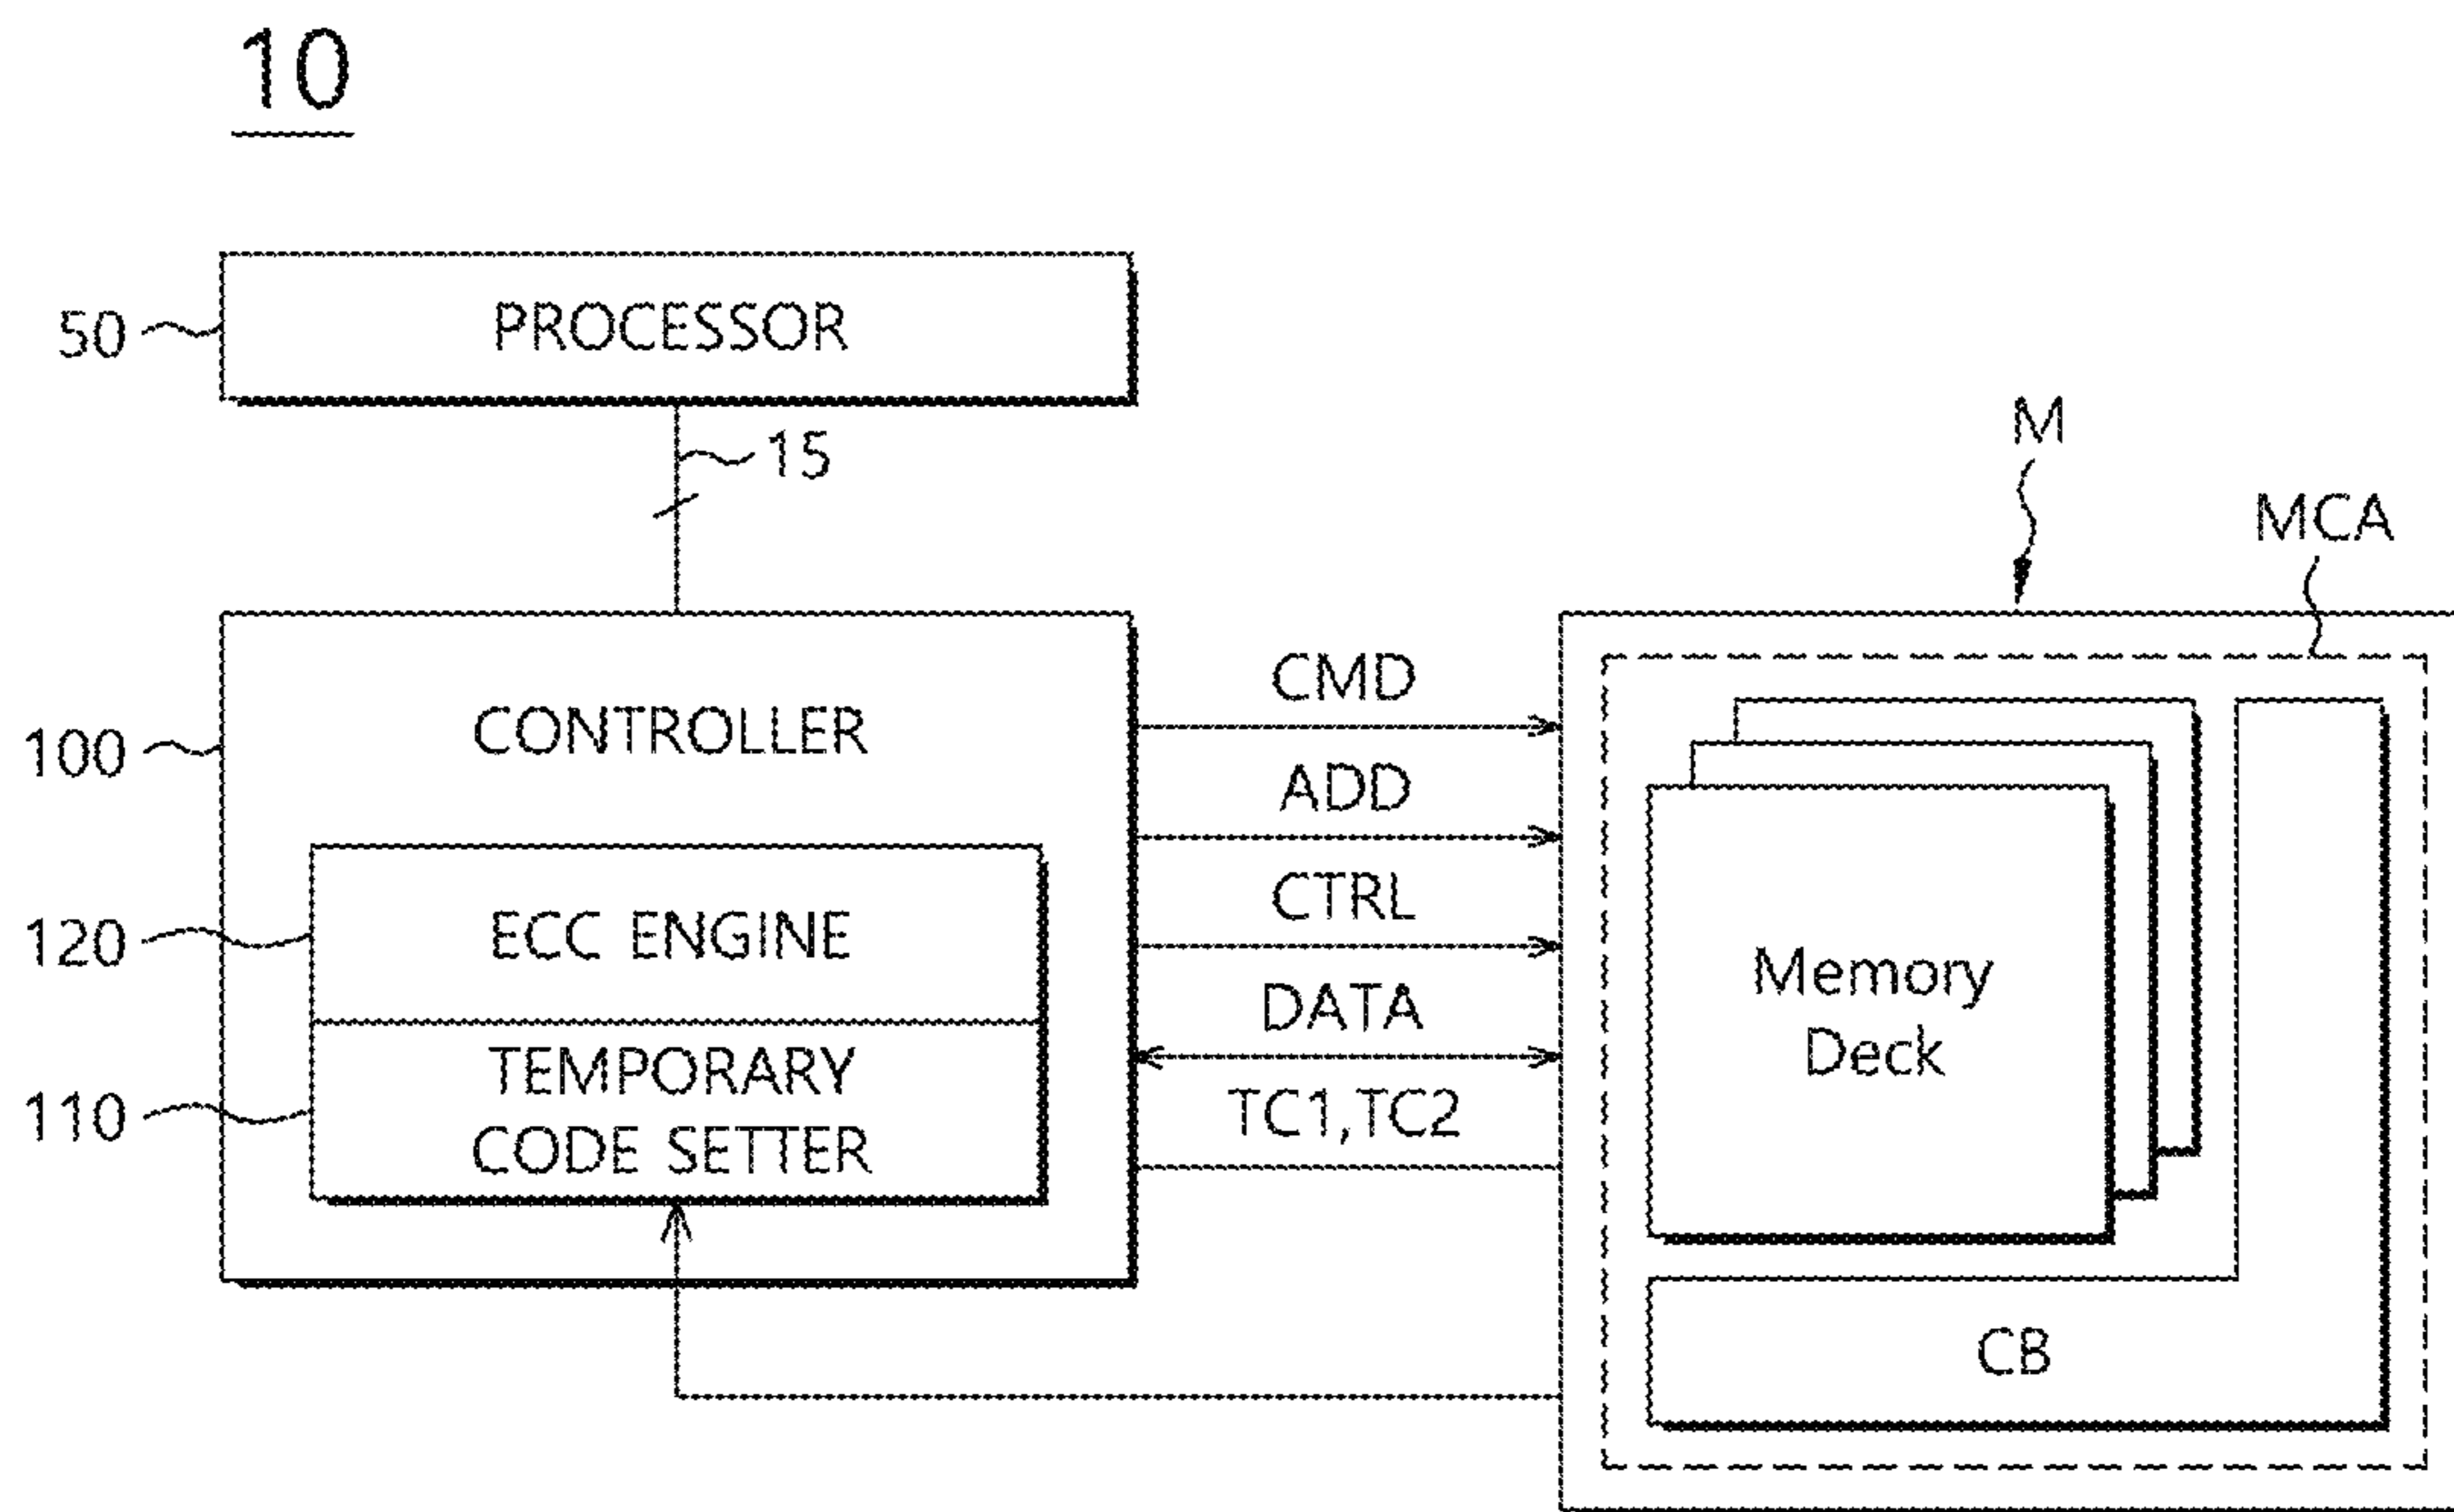 10
50
PROCESSOR
15
M
MCA
100
CONTROLLER
CMD
ADD
120
ECC ENGINE
CTRL
DATA
110
TEMPORARY
CODE SETTER
TC1,TC2
Memory
Deck
CB